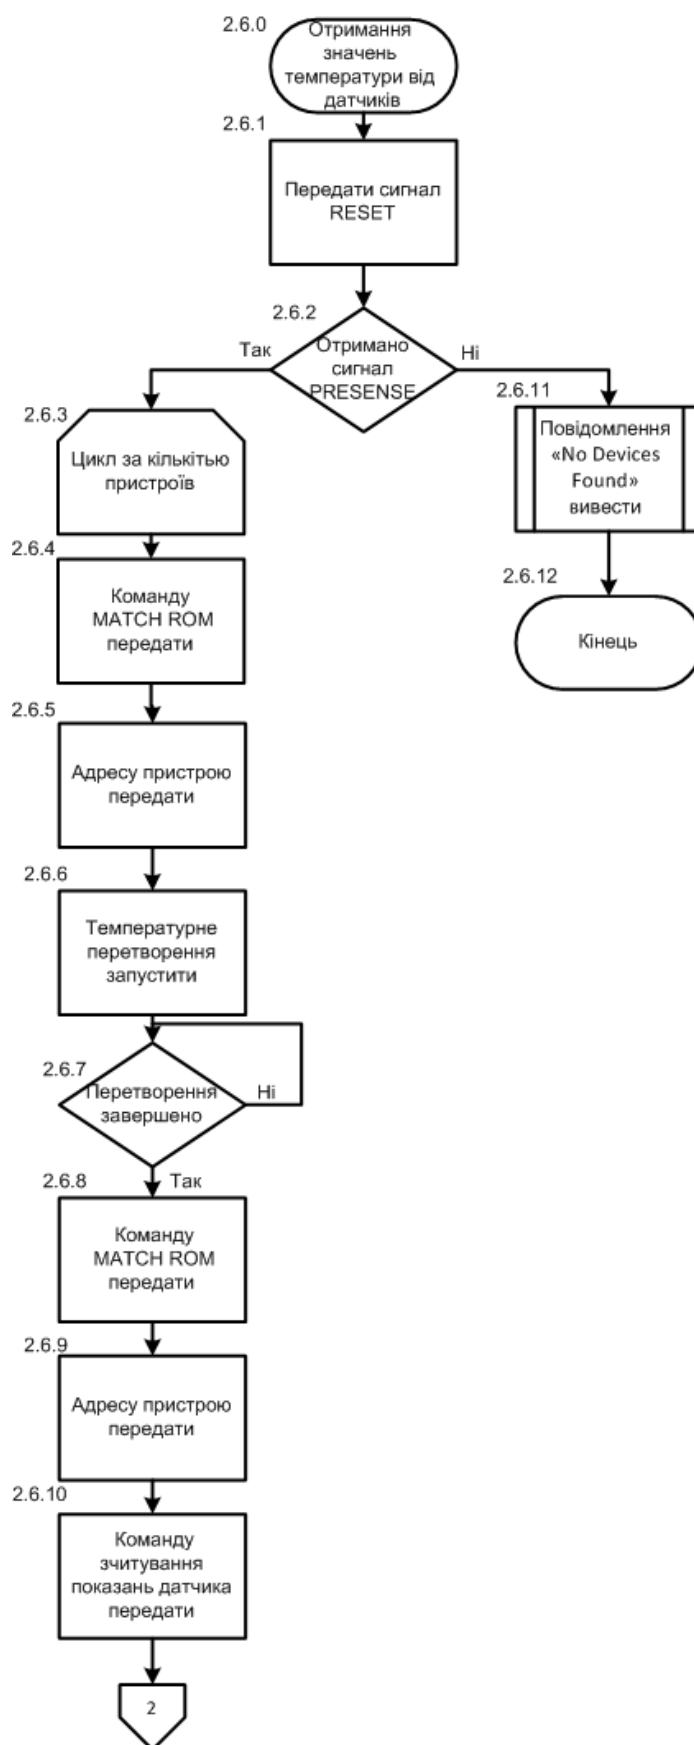 2.6.0
Отримання
значень
температури від
датчиків
2.6.1
Передати сигнал
RESET
2.6.2
Отримано
сигнал
PRESENSE
Так
Ні
2.6.3
Цикл за кількітью
пристроїв
2.6.11
Повідомлення
«No Devices
Found»
вивести
2.6.4
Команду
MATCH ROM
передати
2.6.12
Кінець
2.6.5
Адресу пристрою
передати
2.6.6
Температурне
перетворення
запустити
2.6.7
Перетворення
завершено
Ні
Так
2.6.8
Команду
MATCH ROM
передати
2.6.9
Адресу пристрою
передати
2.6.10
Команду
зчитування
показань датчика
передати
2